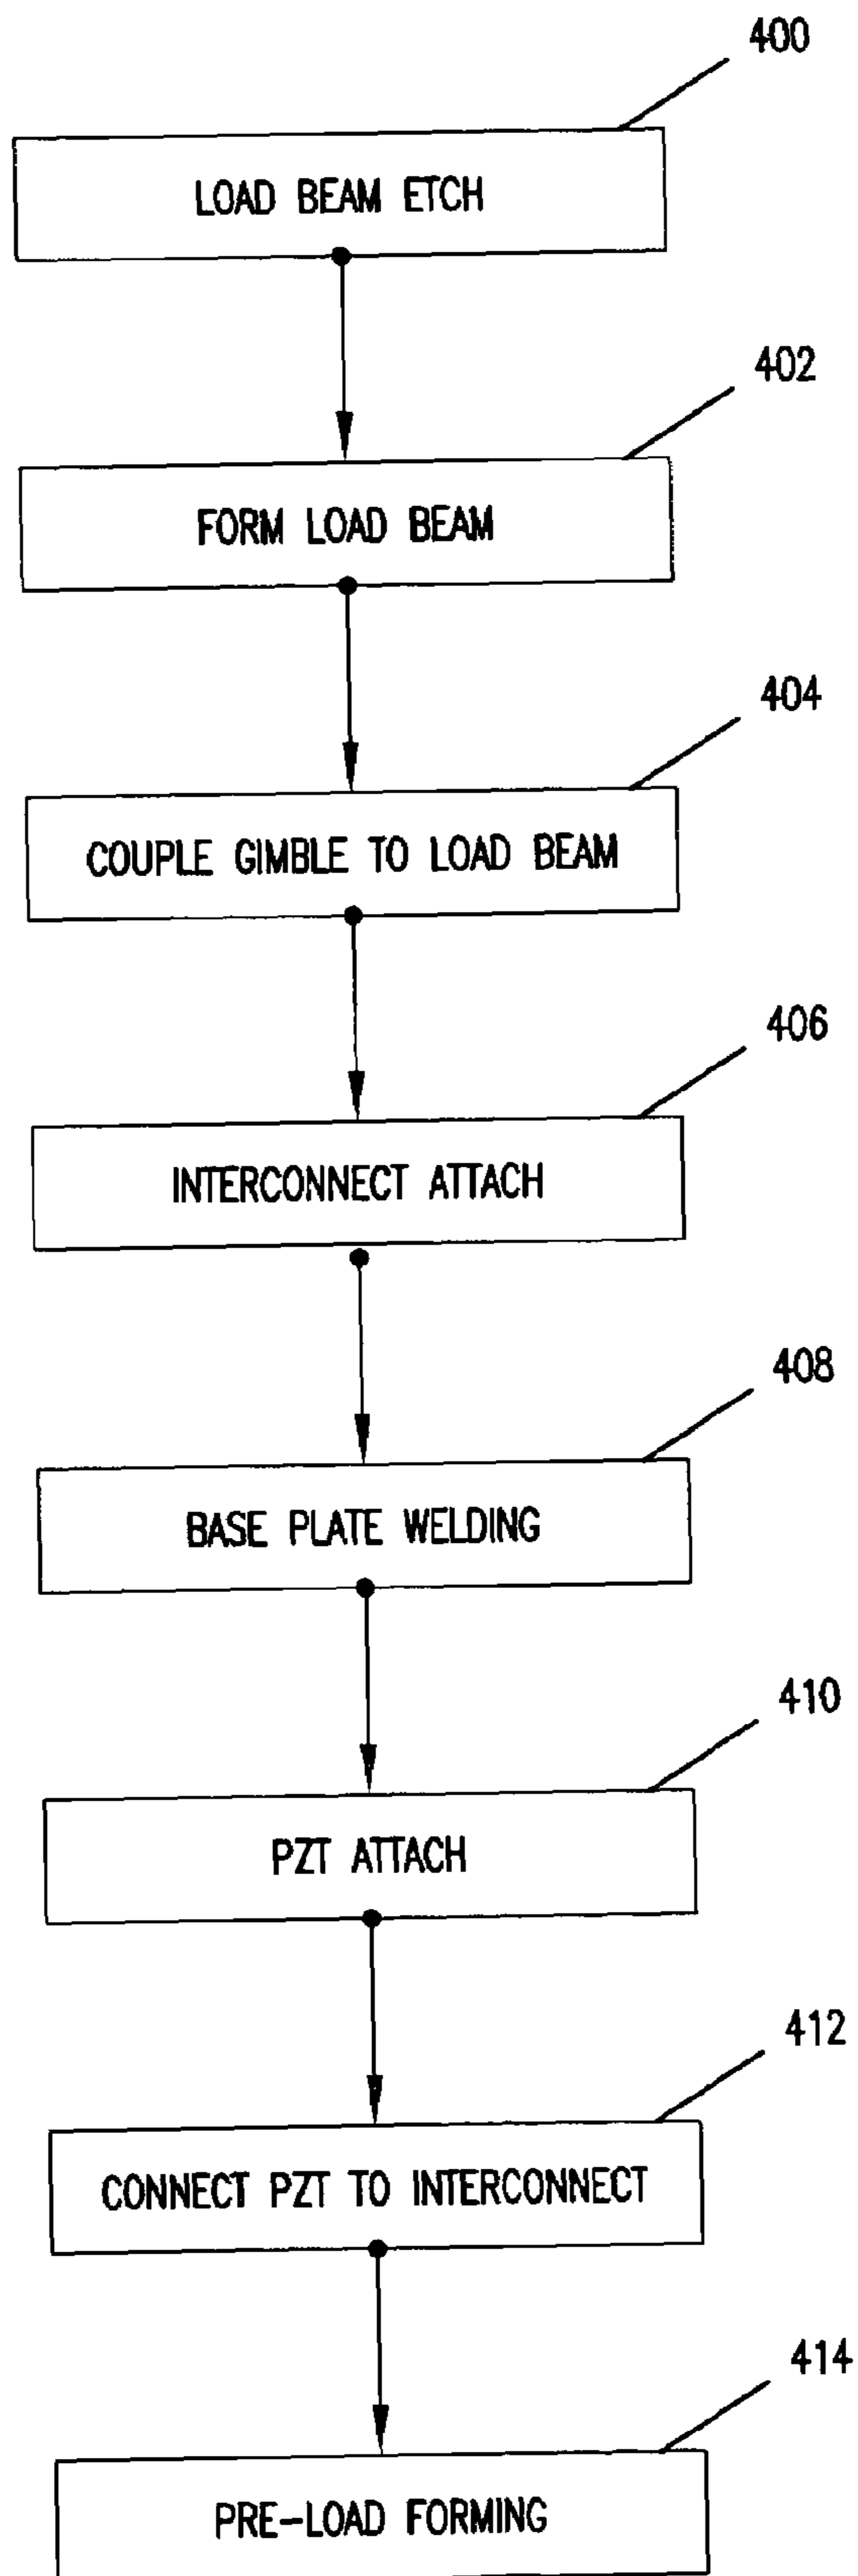 400
LOAD BEAM ETCH
402
FORM LOAD BEAM
404
COUPLE GIMBLE TO LOAD BEAM
406
INTERCONNECT ATTACH
408
BASE PLATE WELDING
410
PZT ATTACH
412
CONNECT PZT TO INTERCONNECT
414
PRE-LOAD FORMING